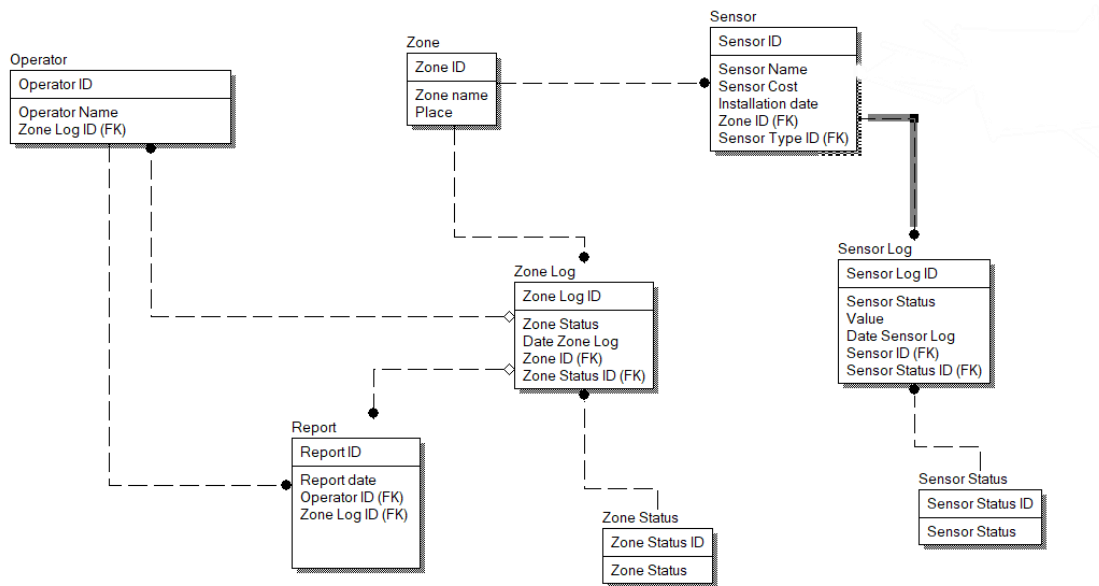 Operator
Operator ID
Operator Name
Zone Log ID (FK)
Zone
Zone ID
Zone name
Place
Sensor
Sensor ID
Sensor Name
Sensor Cost
Installation date
Zone ID (FK)
Sensor Type ID (FK)
Zone Log
Zone Log ID
Zone Status
Date Zone Log
Zone ID (FK)
Zone Status ID (FK)
Sensor Log
Sensor Log ID
Sensor Status
Value
Date Sensor Log
Sensor ID (FK)
Sensor Status ID (FK)
Report
Report ID
Report date
Operator ID (FK)
Zone Log ID (FK)
Zone Status
Zone Status ID
Zone Status
Sensor Status
Sensor Status ID
Sensor Status